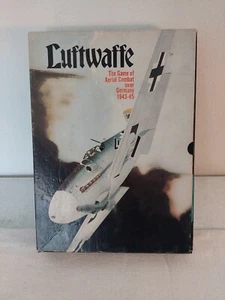 Luftwaffe
The Game of
Aerial Combat
over
Germany
1943-45